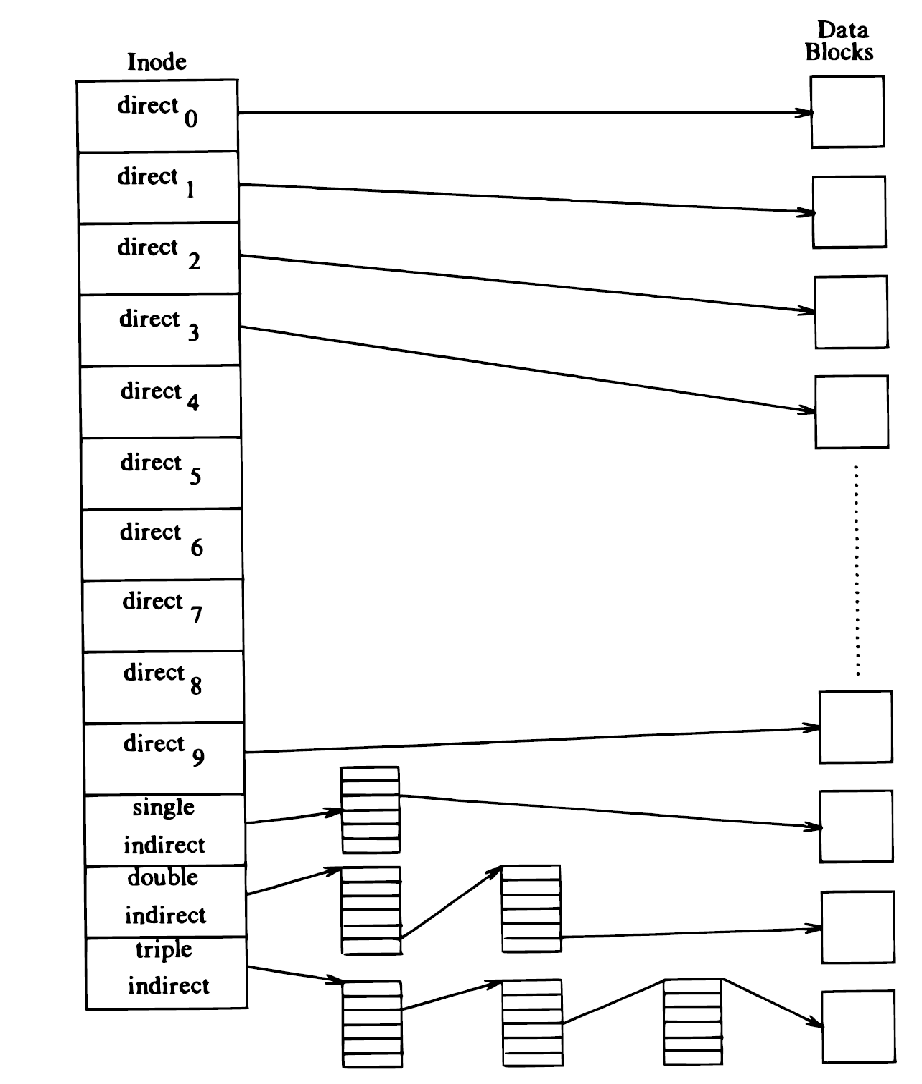 Data
Blocks
Inode
direct 0
direct 1
direct 2
direct 3
direct 4
direct 5
direct 6
direct 7
direct 8
direct 9
single
indirect
double
indirect
triple
indirect